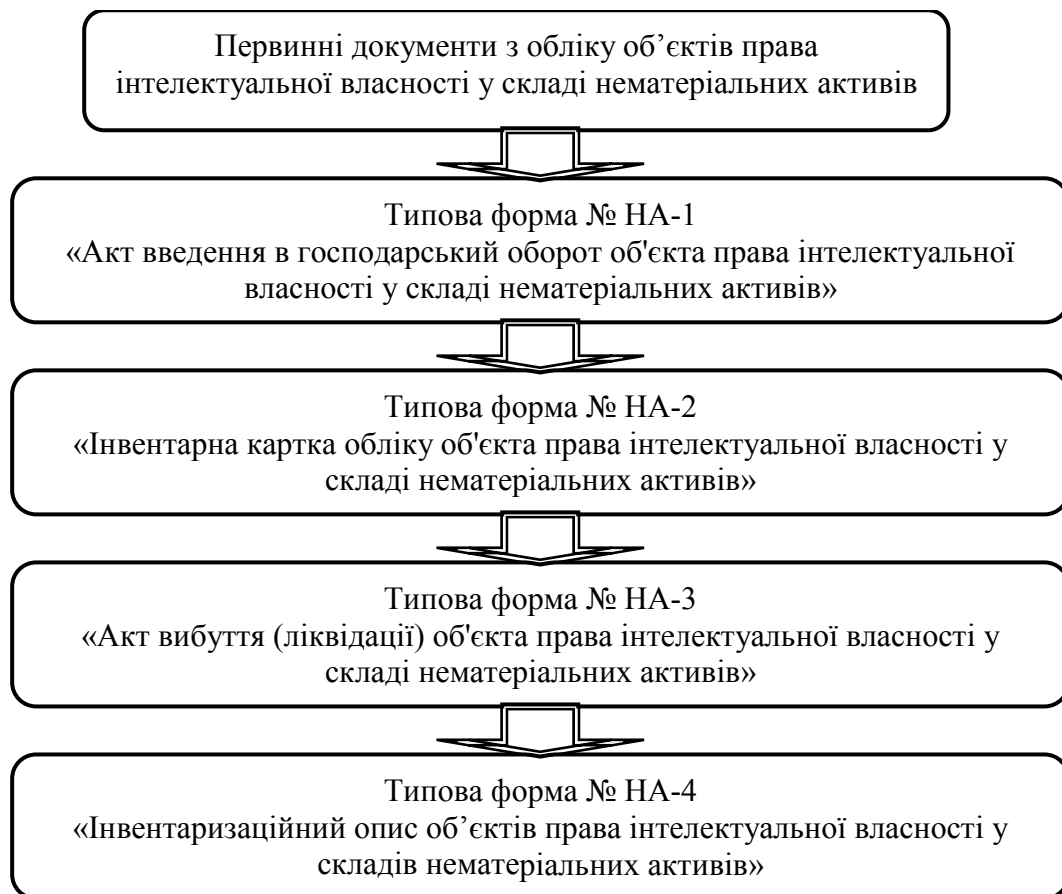 Первинні документи з обліку об’єктів права
інтелектуальної власності у складі нематеріальних активів
Типова форма № НА-1
«Акт введення в господарський оборот об'єкта права інтелектуальної
власності у складі нематеріальних активів»
Типова форма № НА-2
«Інвентарна картка обліку об'єкта права інтелектуальної власності у
складі нематеріальних активів»
Типова форма № НА-3
«Акт вибуття (ліквідації) об'єкта права інтелектуальної власності у
складі нематеріальних активів»
Типова форма № НА-4
«Інвентаризаційний опис об’єктів права інтелектуальної власності у
складів нематеріальних активів»